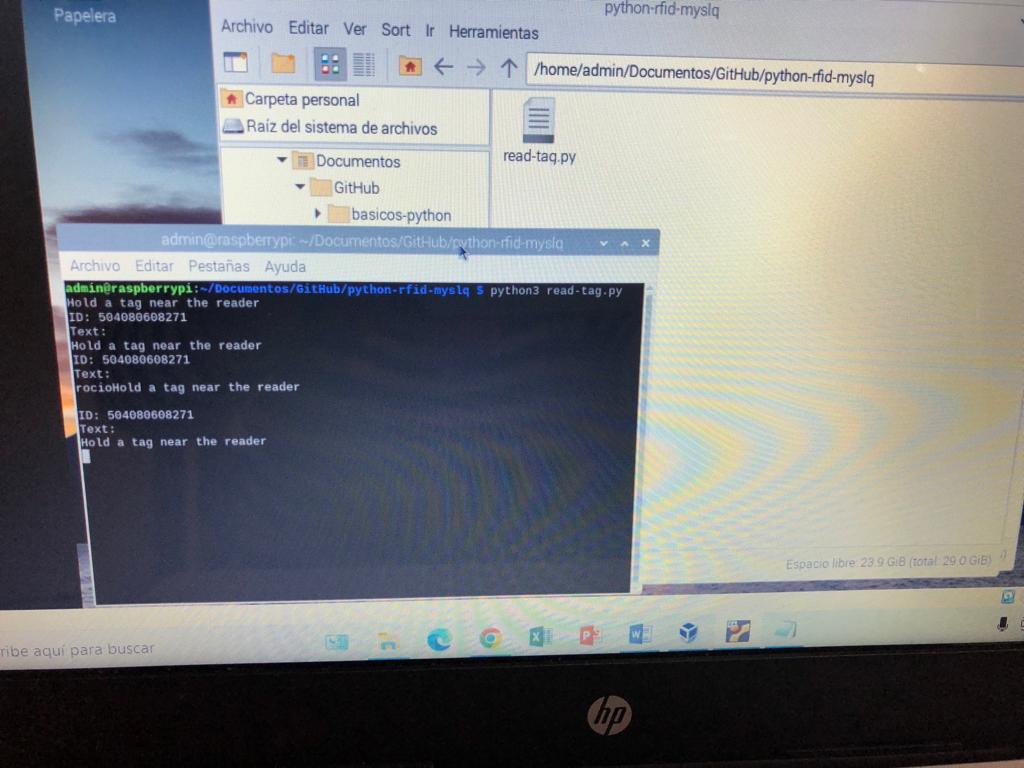 Papelera
python-rfid-myslq
Archivo Editar Ver Sort Ir Herramientas
/home/admin/Documentos/GitHub/python-rfid-myslq
Carpeta personal
Raíz del sistema de archivos
Documentos
GitHub
basicos-python
read-tag.py
admin@raspberrypi: ~/Documentos/GitHub/python-rfid-myslq
Archivo Editar Pestañas Ayuda
admin@raspberrypi:~/Documentos/GitHub/python-rfid-myslq $ python3 read-tag.py
Hold a tag near the reader
ID: 504080608271
Text:
Hold a tag near the reader
ID: 504080608271
Text:
rocioHold a tag near the reader
ID: 504080608271
Text:
Hold a tag near the reader
Espacio libre: 23.9 GiB (total: 29.0 GiB)
ribe aquí para buscar
hp